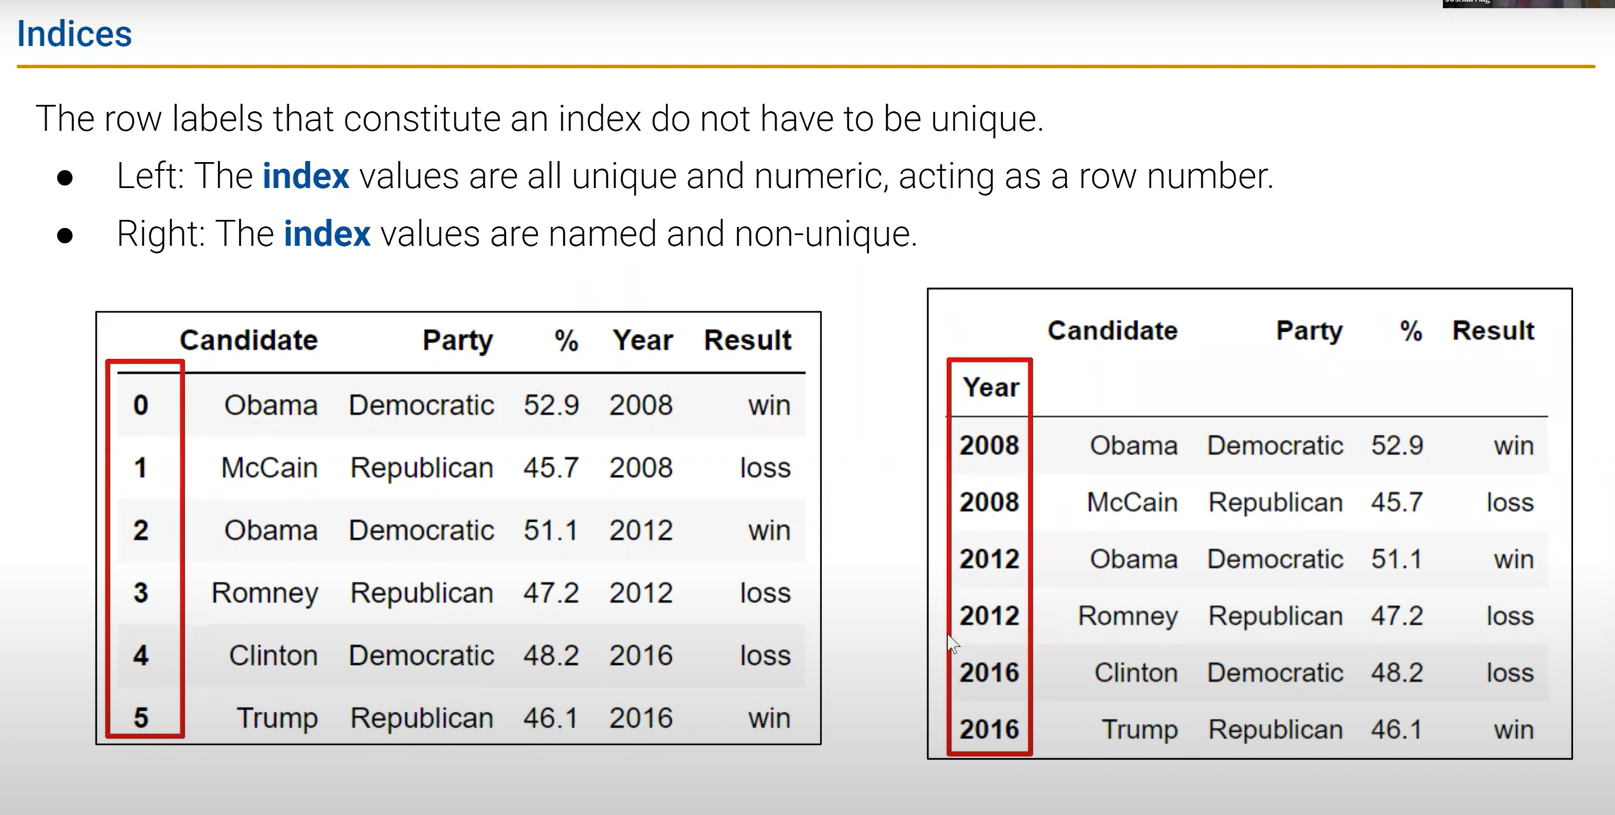 Indices
The row labels that constitute an index do not have to be unique.
● Left: The index values are all unique and numeric, acting as a row number.
● Right: The index values are named and non-unique.
Candidate Party % Year Result
0 Obama Democratic 52.9 2008 win
1 McCain Republican 45.7 2008 loss
2 Obama Democratic 51.1 2012 win
3 Romney Republican 47.2 2012 loss
4 Clinton Democratic 48.2 2016 loss
5 Trump Republican 46.1 2016 win
Candidate Party % Result
Year
2008 Obama Democratic 52.9 win
2008 McCain Republican 45.7 loss
2012 Obama Democratic 51.1 win
2012 Romney Republican 47.2 loss
2016 Clinton Democratic 48.2 loss
2016 Trump Republican 46.1 win